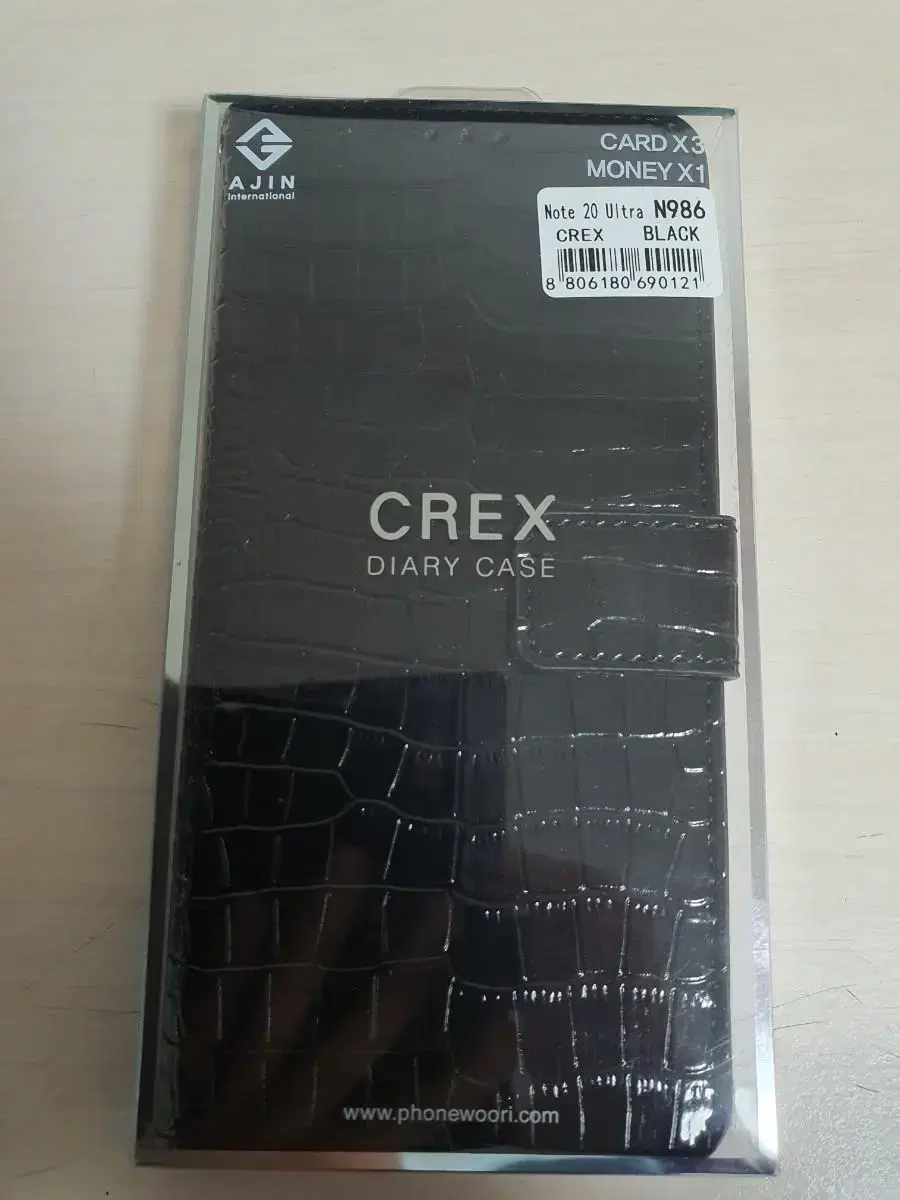 AJIN
International
CARD X3
MONEY X1
Note 20 Ultra N986
CREX BLACK
8 806180 690121
CREX
DIARY CASE
www.phonewoori.com